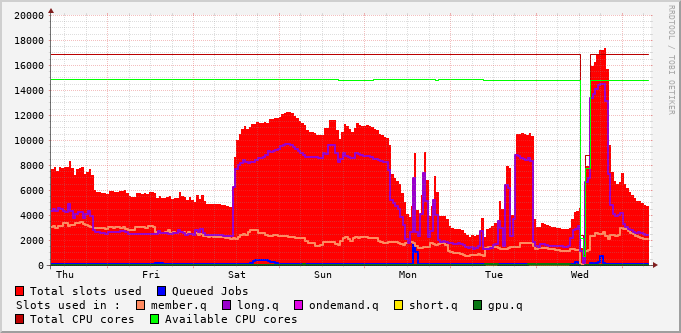 RRDTOOL / TOBI OETIKER
20000
18000
16000
14000
12000
10000
8000
6000
4000
2000
0
Thu Fri Sat Sun Mon Tue Wed
Total slots used Queued Jobs
Slots used in : member.q long.q ondemand.q short.q gpu.q
Total CPU cores Available CPU cores